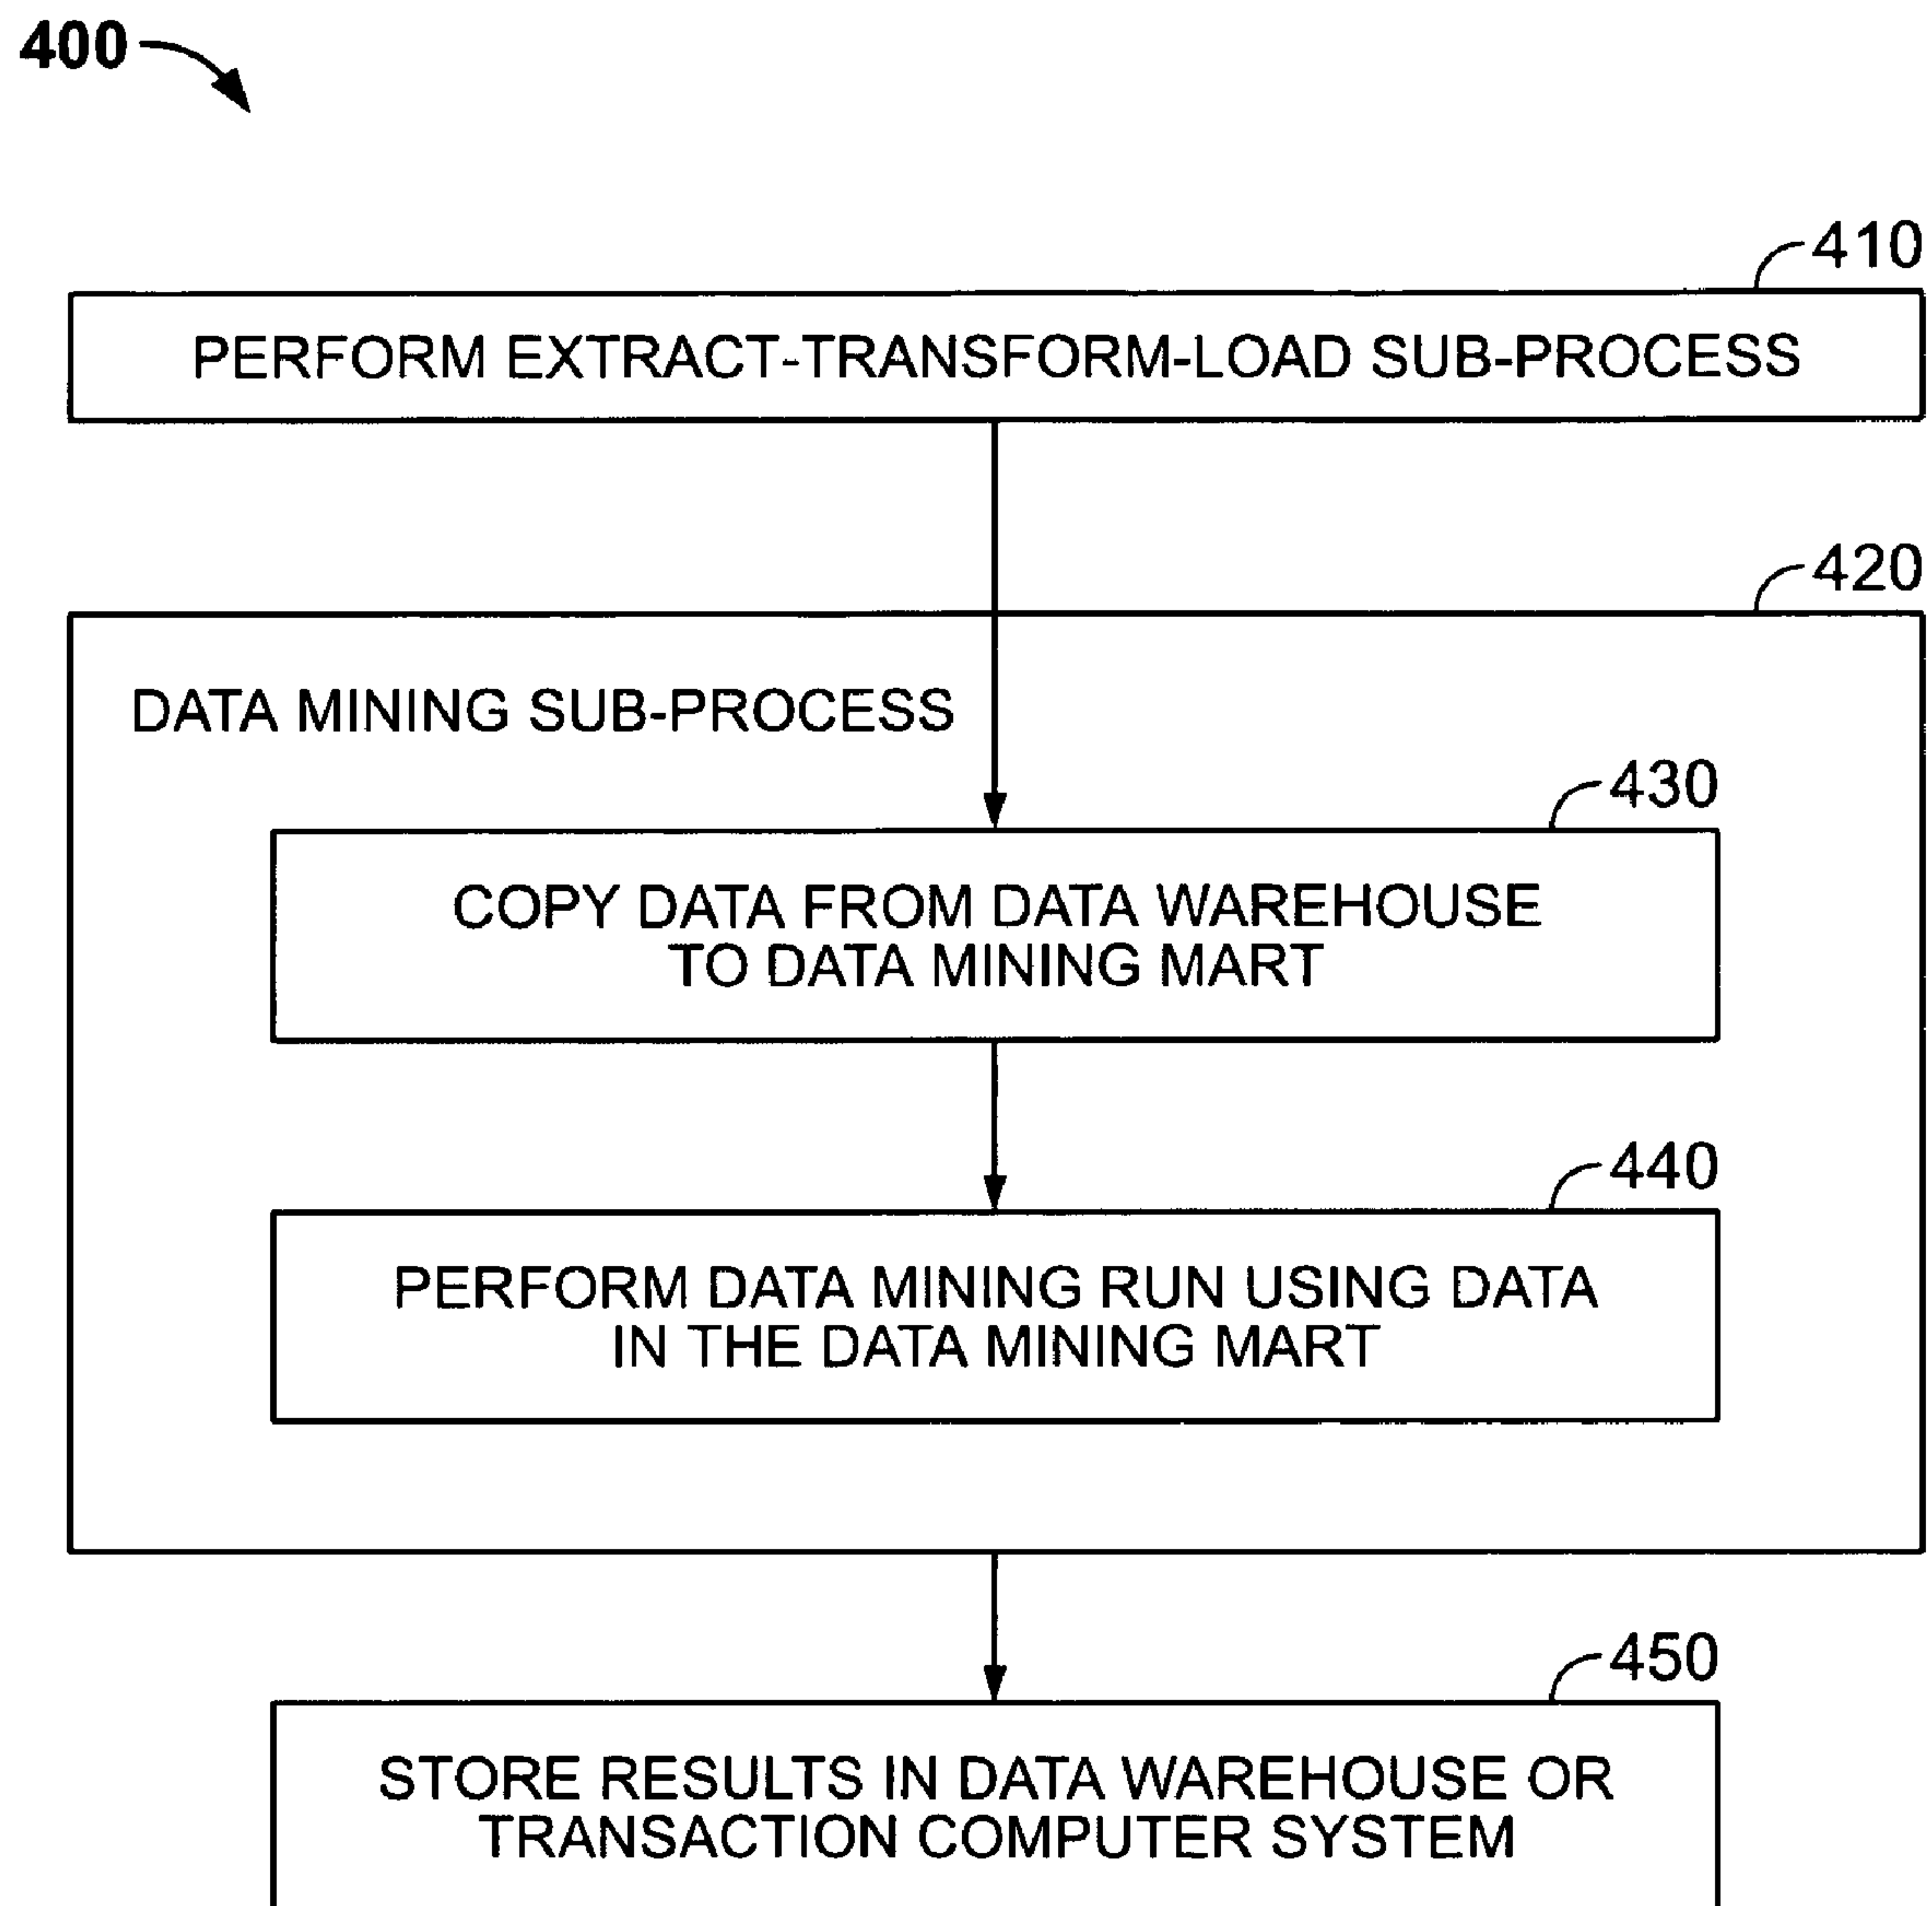 400
410
PERFORM EXTRACT-TRANSFORM-LOAD SUB-PROCESS
420
DATA MINING SUB-PROCESS
430
COPY DATA FROM DATA WAREHOUSE
TO DATA MINING MART
440
PERFORM DATA MINING RUN USING DATA
IN THE DATA MINING MART
450
STORE RESULTS IN DATA WAREHOUSE OR
TRANSACTION COMPUTER SYSTEM